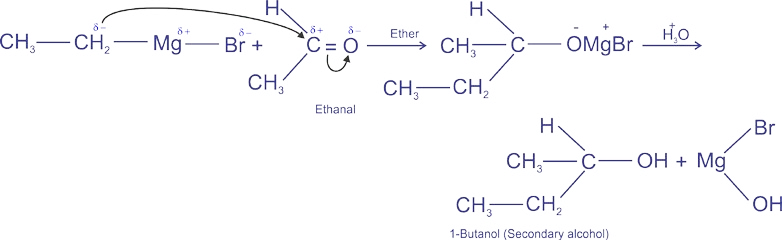 CH₃—CH₂(δ−)—Mg(δ+)—Br(δ−) + H CH₃ C(δ+)=O(δ−) Ether H CH₃—C—O⁻MgBr⁺ CH₃—CH₂ H₃O⁺
Ethanal
H CH₃—C—OH CH₃—CH₂ + Mg Br OH
1-Butanol (Secondary alcohol)